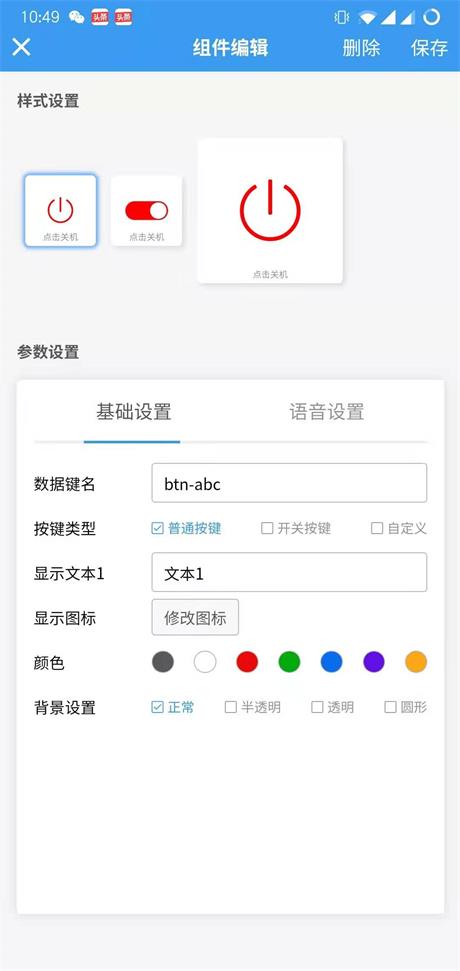 10:49
头条 头条
组件编辑 删除 保存
样式设置
点击关机 点击关机 点击关机
参数设置
基础设置 语音设置
数据键名 btn-abc
按键类型 普通按键 开关按键 自定义
显示文本1 文本1
显示图标 修改图标
颜色
背景设置 正常 半透明 透明 圆形